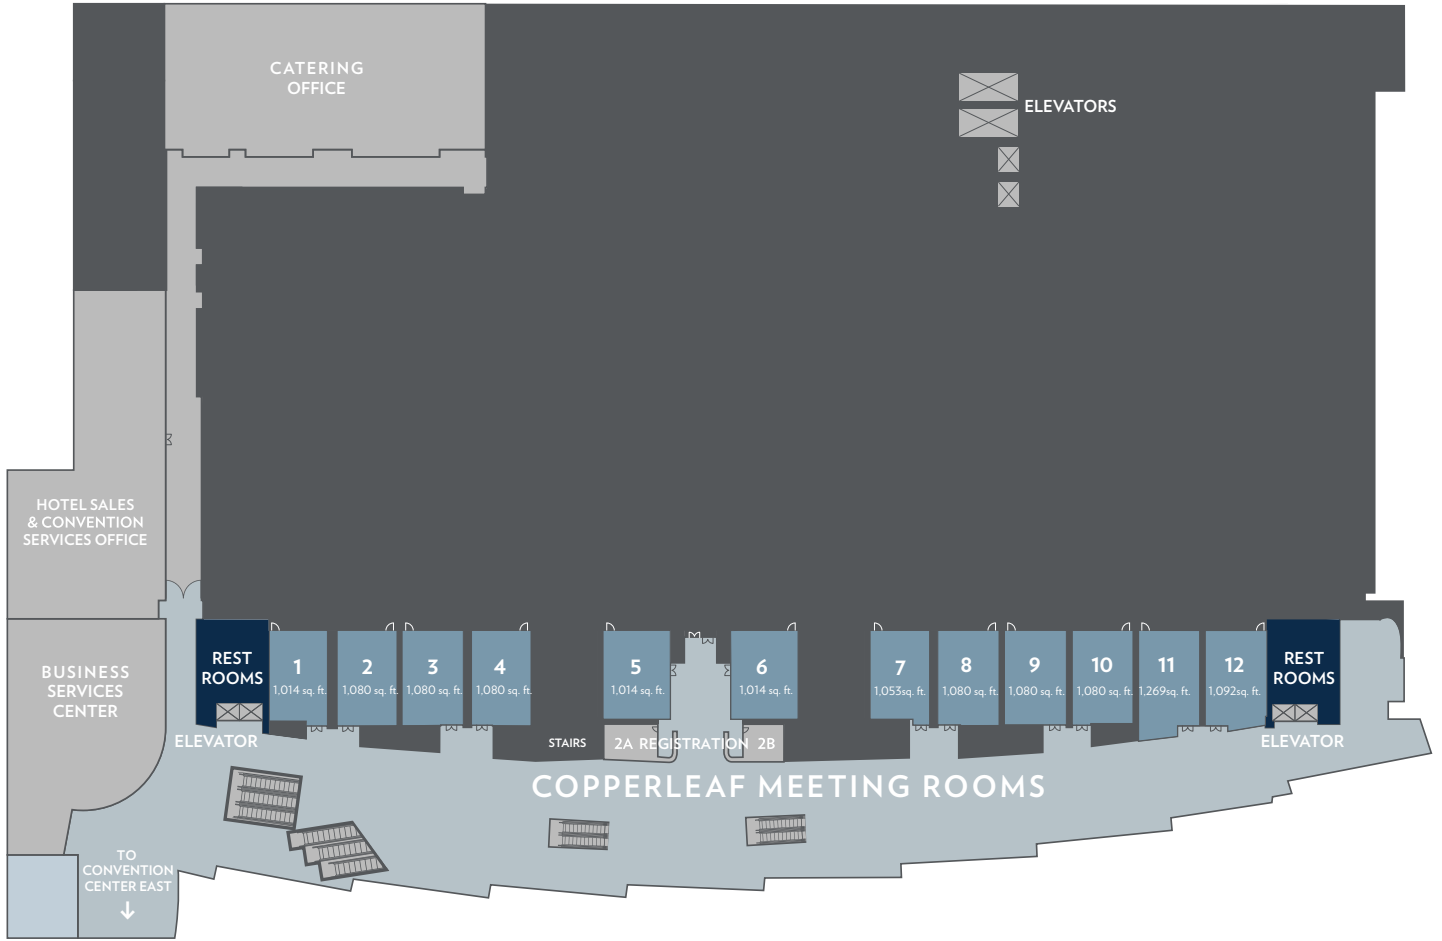 CATERING
OFFICE
ELEVATORS
HOTEL SALES
& CONVENTION
SERVICES OFFICE
BUSINESS
SERVICES
CENTER
REST
ROOMS
ELEVATOR
1
1,014 sq. ft.
2
1,080 sq. ft.
3
1,080 sq. ft.
4
1,080 sq. ft.
5
1,014 sq. ft.
6
1,014 sq. ft.
7
1,053sq. ft.
8
1,080 sq. ft.
9
1,080 sq. ft.
10
1,080 sq. ft.
11
1,269sq. ft.
12
1,092sq. ft.
REST
ROOMS
ELEVATOR
STAIRS
2A REGISTRATION 2B
COPPERLEAF MEETING ROOMS
TO
CONVENTION
CENTER EAST